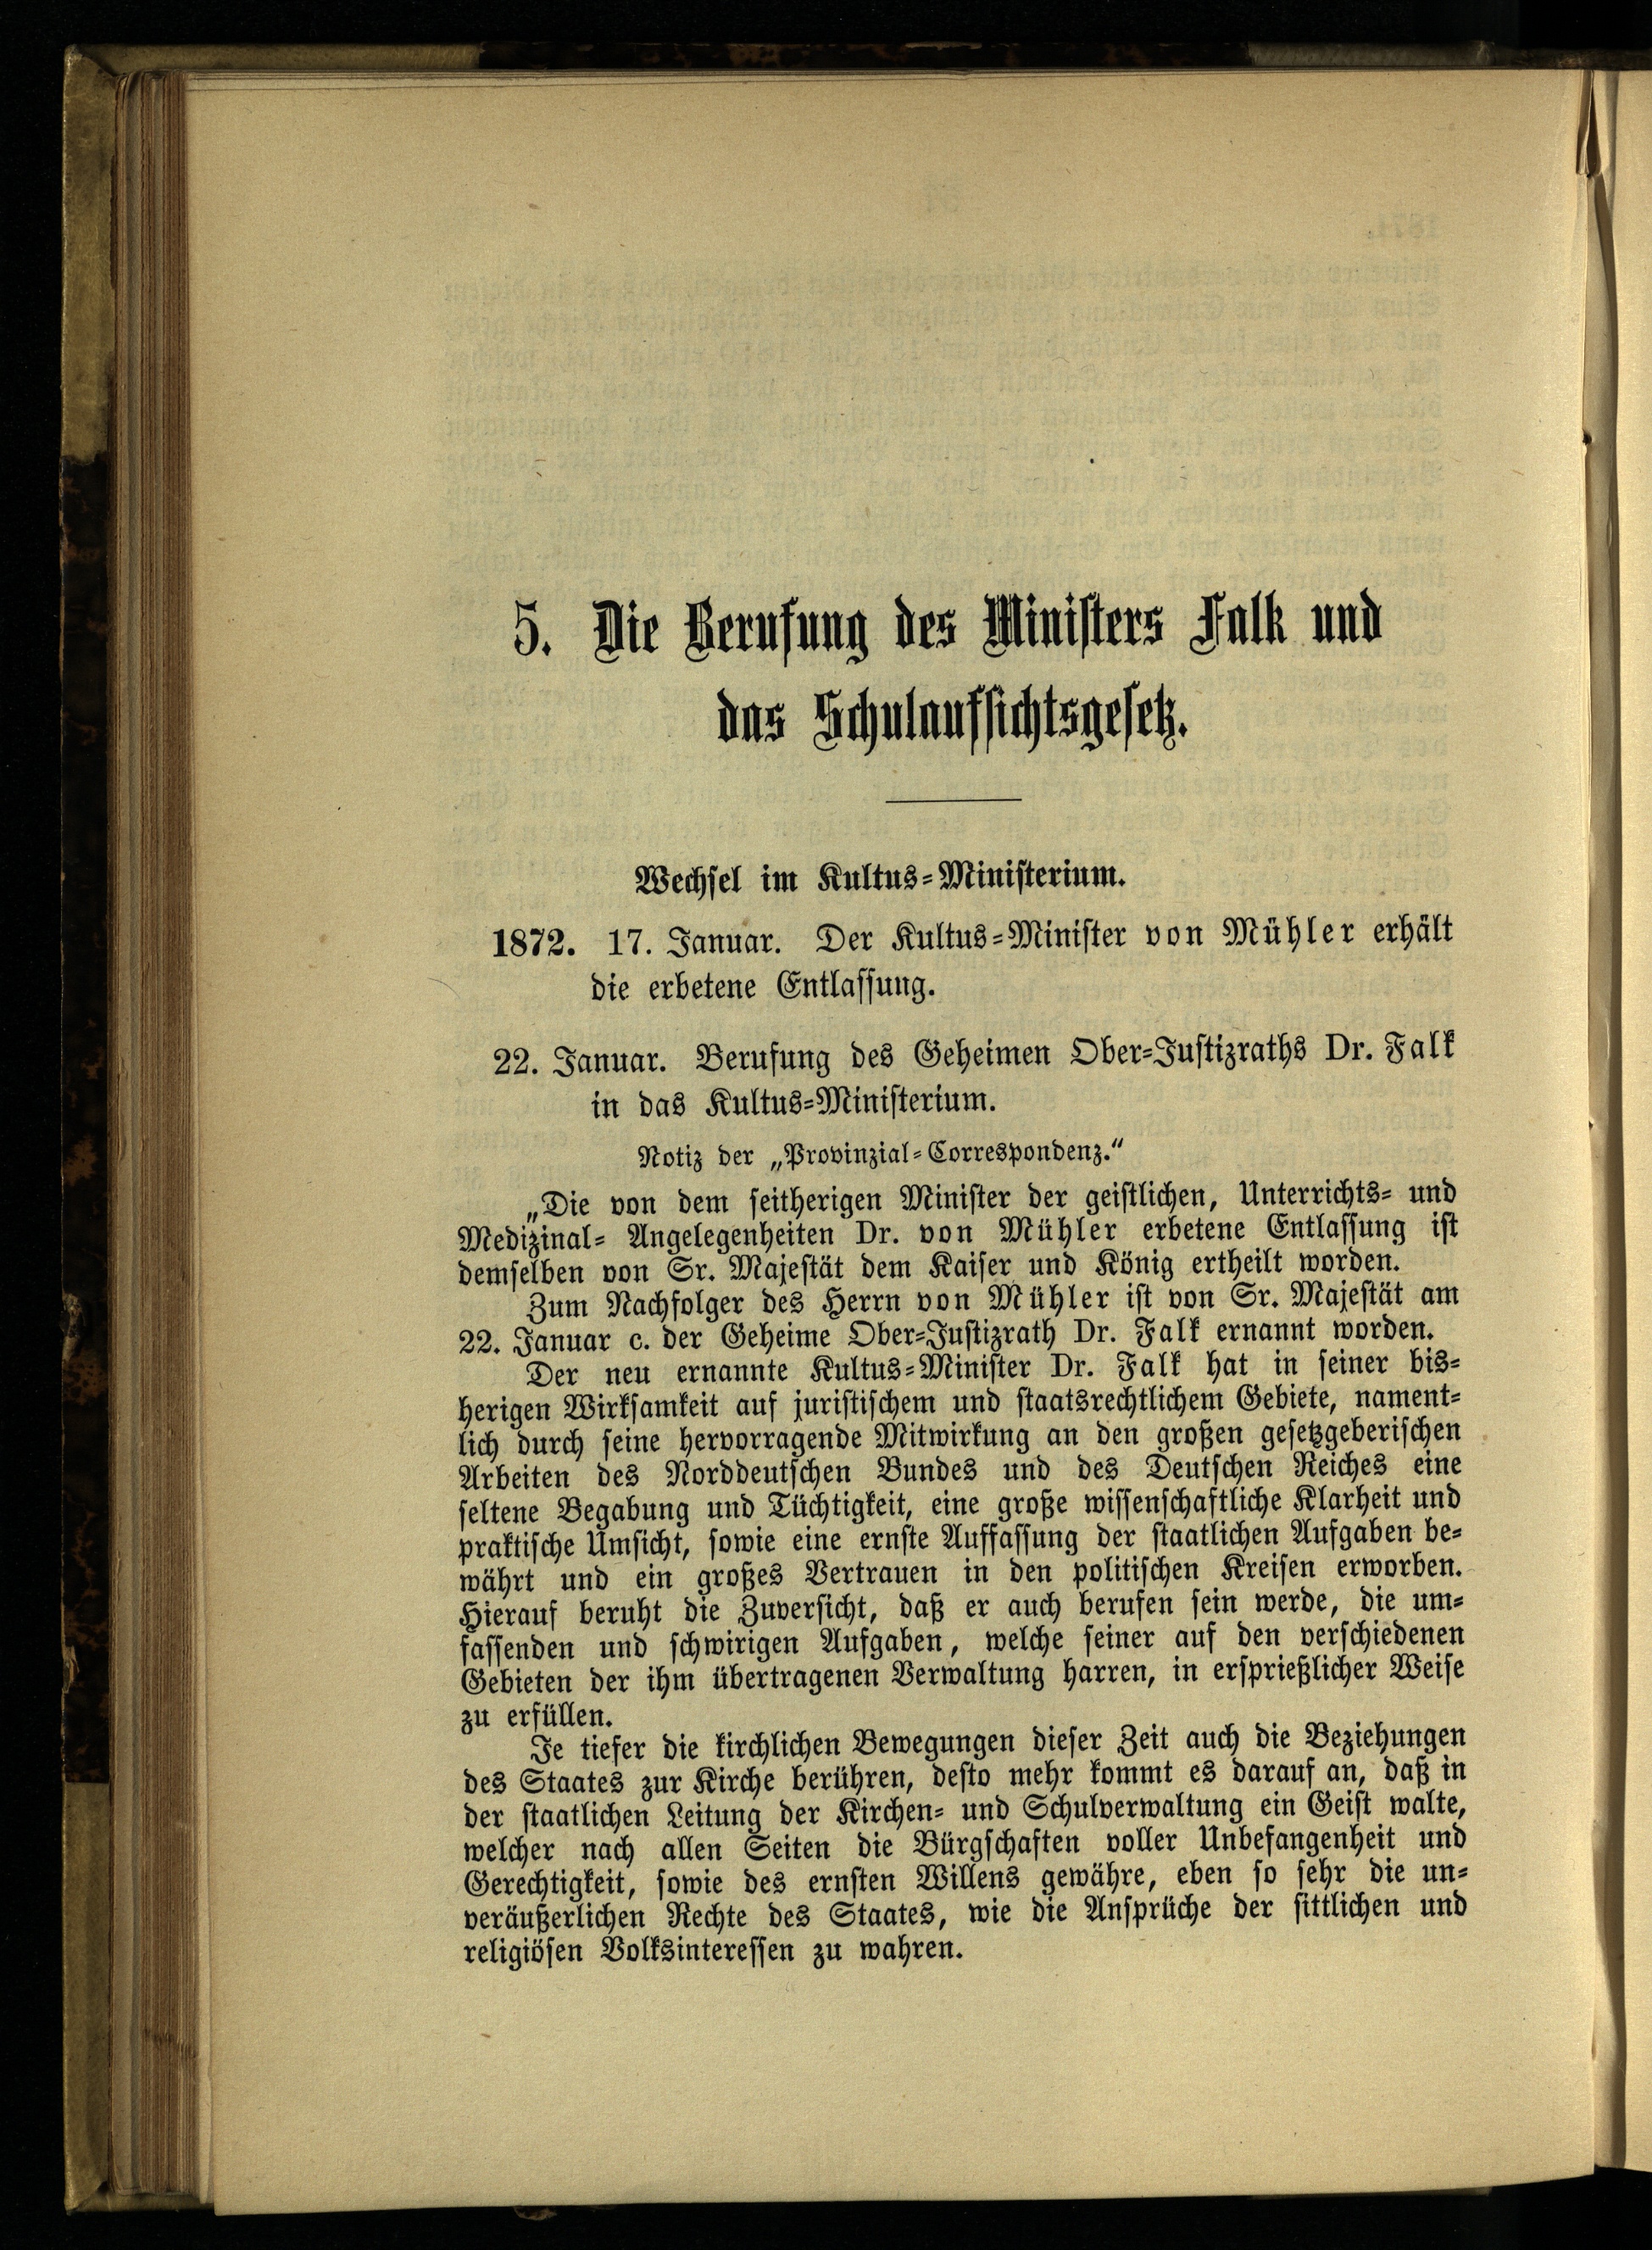 5. Die Berufung des Ministers Falk und
das Schulaufsichtsgesetz.
Wechsel im Kultus-Ministerium.
1872. 17. Januar. Der Kultus-Minister von Mühler erhält
die erbetene Entlassung.
22. Januar. Berufung des Geheimen Ober-Justizraths Dr. Falk
in das Kultus-Ministerium.
Notiz der „Provinzial-Correspondenz.“
„Die von dem seitherigen Minister der geistlichen, Unterrichts- und
Medizinal- Angelegenheiten Dr. von Mühler erbetene Entlassung ist
demselben von Sr. Majestät dem Kaiser und König ertheilt worden.
Zum Nachfolger des Herrn von Mühler ist von Sr. Majestät am
22. Januar c. der Geheime Ober-Justizrath Dr. Falk ernannt worden.
Der neu ernannte Kultus-Minister Dr. Falk hat in seiner bis-
herigen Wirksamkeit auf juristischem und staatsrechtlichem Gebiete, nament-
lich durch seine hervorragende Mitwirkung an den großen gesetzgeberischen
Arbeiten des Norddeutschen Bundes und des Deutschen Reiches eine
seltene Begabung und Tüchtigkeit, eine große wissenschaftliche Klarheit und
praktische Umsicht, sowie eine ernste Auffassung der staatlichen Aufgaben be-
währt und ein großes Vertrauen in den politischen Kreisen erworben.
Hierauf beruht die Zuversicht, daß er auch berufen sein werde, die um-
fassenden und schwirigen Aufgaben, welche seiner auf den verschiedenen
Gebieten der ihm übertragenen Verwaltung harren, in ersprießlicher Weise
zu erfüllen.
Je tiefer die kirchlichen Bewegungen dieser Zeit auch die Beziehungen
des Staates zur Kirche berühren, desto mehr kommt es darauf an, daß in
der staatlichen Leitung der Kirchen- und Schulverwaltung ein Geist walte,
welcher nach allen Seiten die Bürgschaften voller Unbefangenheit und
Gerechtigkeit, sowie des ernsten Willens gewähre, eben so sehr die un-
veräußerlichen Rechte des Staates, wie die Ansprüche der sittlichen und
religiösen Volksinteressen zu wahren.